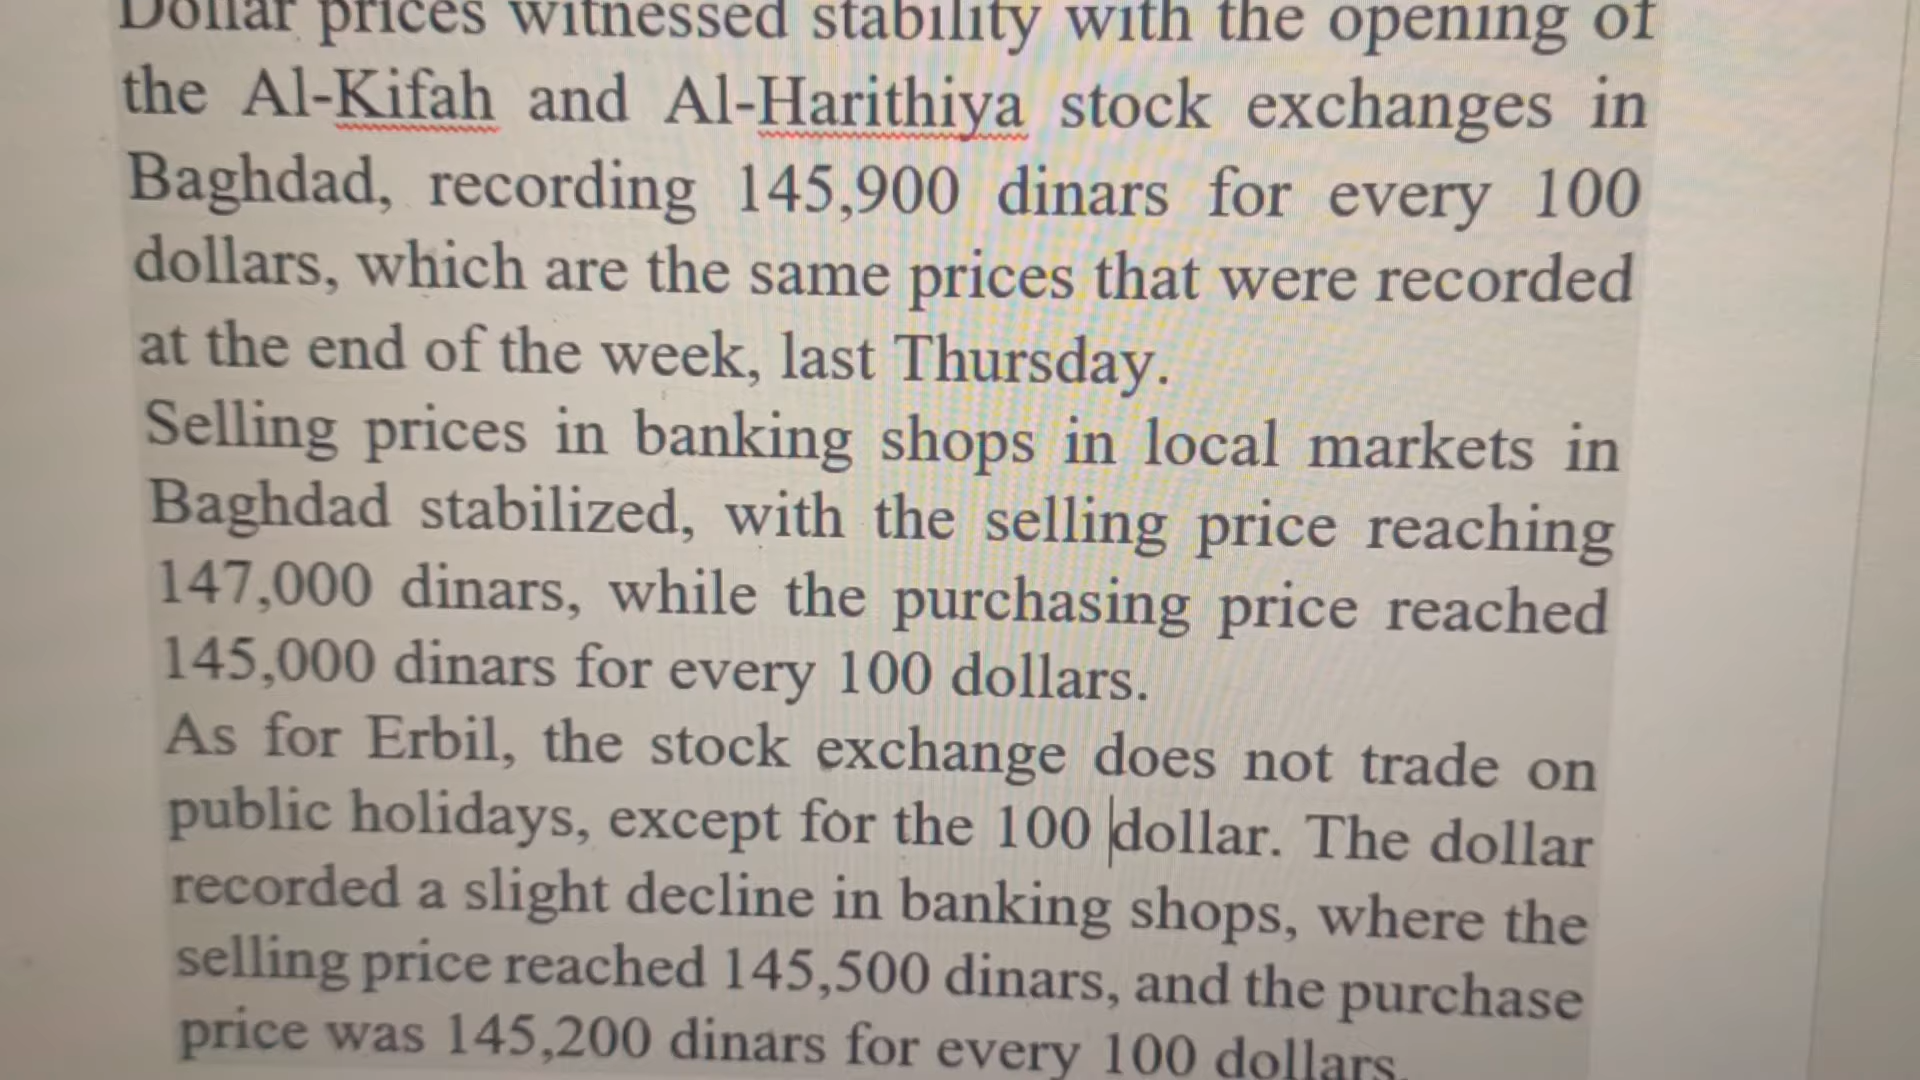 Dollar prices witnessed stability with the opening of
the Al-Kifah and Al-Harithiya stock exchanges in
Baghdad, recording 145,900 dinars for every 100
dollars, which are the same prices that were recorded
at the end of the week, last Thursday.
Selling prices in banking shops in local markets in
Baghdad stabilized, with the selling price reaching
147,000 dinars, while the purchasing price reached
145,000 dinars for every 100 dollars.
As for Erbil, the stock exchange does not trade on
public holidays, except for the 100 dollar. The dollar
recorded a slight decline in banking shops, where the
selling price reached 145,500 dinars, and the purchase
price was 145,200 dinars for every 100 dollars.